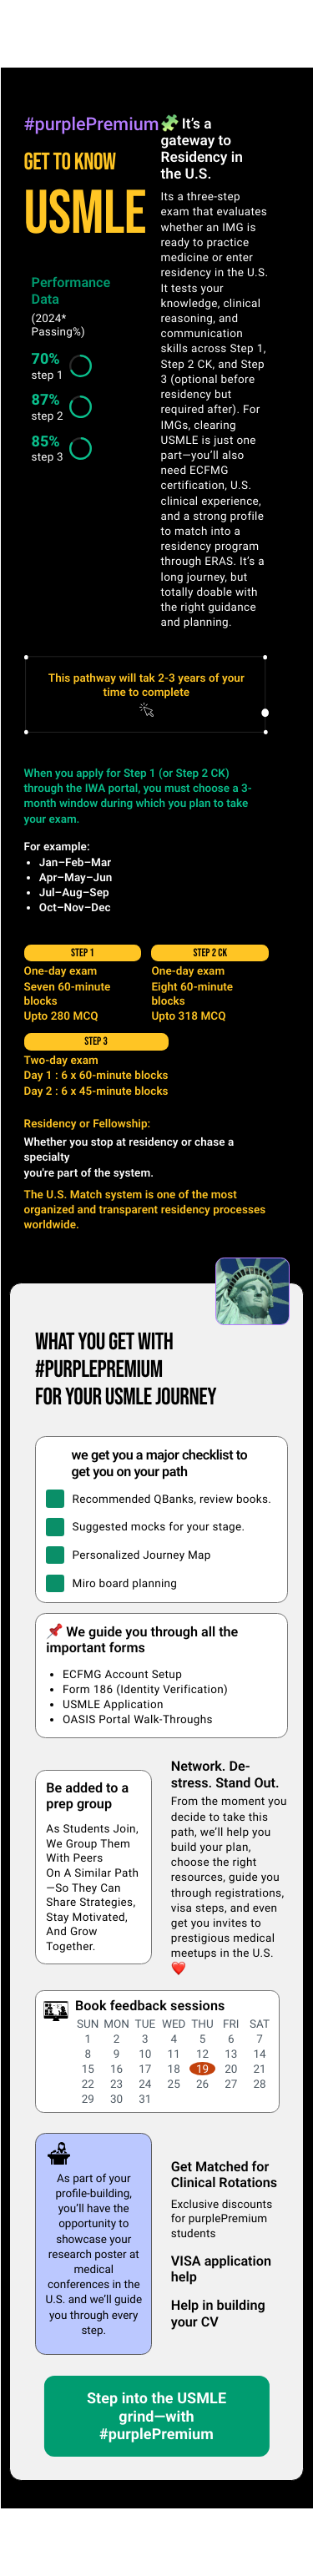 #purplePremium
GET TO KNOW
USMLE
Performance
Data
(2024*
Passing%)
70%
step 1
87%
step 2
85%
step 3
It's a
gateway to
Residency in
the U.S.
Its a three-step
exam that evaluates
whether an IMG is
ready to practice
medicine or enter
residency in the U.S.
It tests your
knowledge, clinical
reasoning, and
communication
skills across Step 1,
Step 2 CK, and Step
3 (optional before
residency but
required after). For
IMGs, clearing
USMLE is just one
part—you'll also
need ECFMG
certification, U.S.
clinical experience,
and a strong profile
to match into a
residency program
through ERAS. It's a
long journey, but
totally doable with
the right guidance
and planning.
This pathway will tak 2-3 years of your
time to complete
When you apply for Step 1 (or Step 2 CK)
through the IWA portal, you must choose a 3-
month window during which you plan to take
your exam.
For example:
• Jan–Feb–Mar
• Apr–May–Jun
• Jul–Aug–Sep
• Oct–Nov–Dec
STEP 1
One-day exam
Seven 60-minute
blocks
Upto 280 MCQ
STEP 2 CK
One-day exam
Eight 60-minute
blocks
Upto 318 MCQ
STEP 3
Two-day exam
Day 1 : 6 x 60-minute blocks
Day 2 : 6 x 45-minute blocks
Residency or Fellowship:
Whether you stop at residency or chase a
specialty
you're part of the system.
The U.S. Match system is one of the most
organized and transparent residency processes
worldwide.
WHAT YOU GET WITH
#PURPLEPREMIUM
FOR YOUR USMLE JOURNEY
we get you a major checklist to
get you on your path
Recommended QBanks, review books.
Suggested mocks for your stage.
Personalized Journey Map
Miro board planning
We guide you through all the
important forms
• ECFMG Account Setup
• Form 186 (Identity Verification)
• USMLE Application
• OASIS Portal Walk-Throughs
Be added to a
prep group
As Students Join,
We Group Them
With Peers
On A Similar Path
—So They Can
Share Strategies,
Stay Motivated,
And Grow
Together.
Network. De-
stress. Stand Out.
From the moment you
decide to take this
path, we'll help you
build your plan,
choose the right
resources, guide you
through registrations,
visa steps, and even
get you invites to
prestigious medical
meetups in the U.S.
Book feedback sessions
SUN MON TUE WED THU FRI SAT
1 2 3 4 5 6 7
8 9 10 11 12 13 14
15 16 17 18 19 20 21
22 23 24 25 26 27 28
29 30 31
As part of your
profile-building,
you'll have the
opportunity to
showcase your
research poster at
medical
conferences in the
U.S. and we'll guide
you through every
step.
Get Matched for
Clinical Rotations
Exclusive discounts
for purplePremium
students
VISA application
help
Help in building
your CV
Step into the USMLE
grind—with
#purplePremium